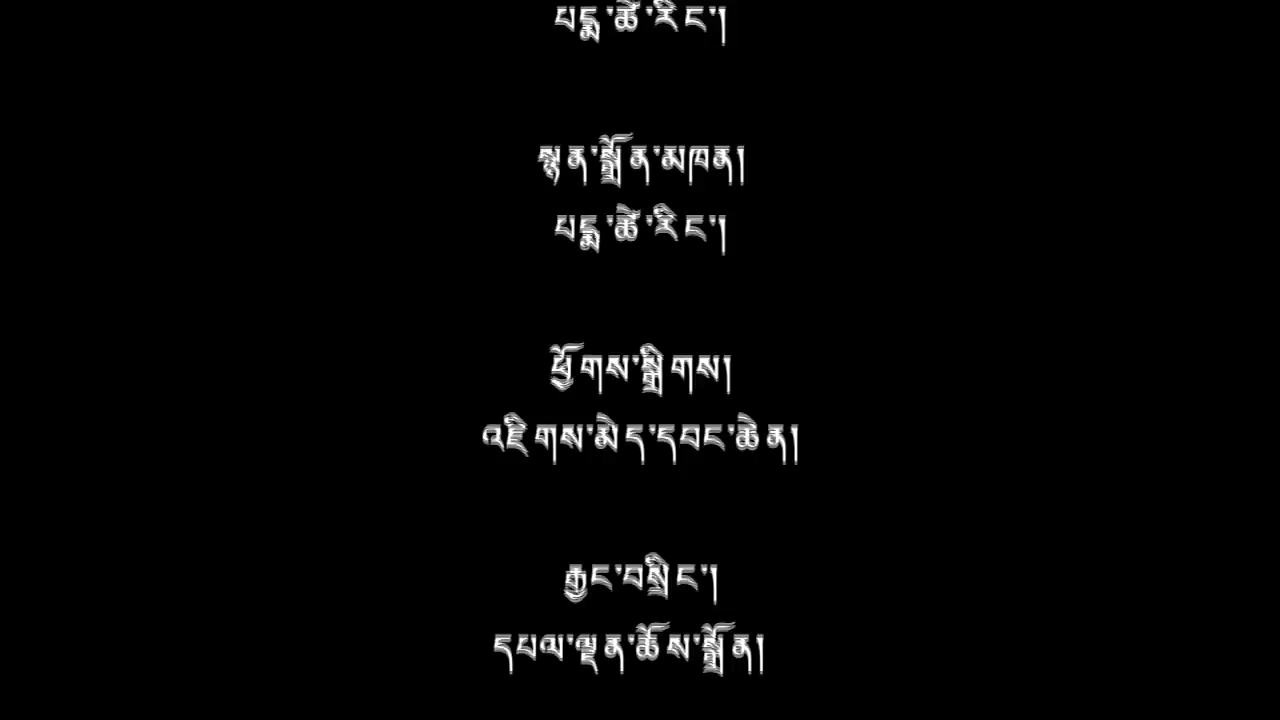 པདྨ་ཚེ་རིང་།
སྙན་སྒྲོན་མཁན།
པདྨ་ཚེ་རིང་།
ཕྱོགས་སྒྲིགས།
འཇིགས་མེད་དབང་ཆེན།
རྒྱང་བསྲིང་།
དཔལ་ལྡན་ཆོས་སྒྲོན།